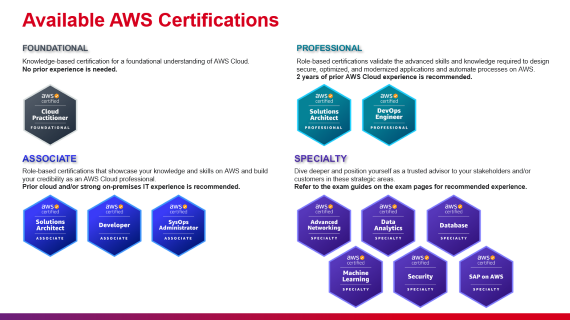 Available AWS Certifications
FOUNDATIONAL
Knowledge-based certification for a foundational understanding of AWS Cloud.
No prior experience is needed.
aws
certified
Cloud
Practitioner
FOUNDATIONAL
PROFESSIONAL
Role-based certifications validate the advanced skills and knowledge required to design
secure, optimized, and modernized applications and automate processes on AWS.
2 years of prior AWS Cloud experience is recommended.
aws
certified
Solutions
Architect
PROFESSIONAL
aws
certified
DevOps
Engineer
PROFESSIONAL
ASSOCIATE
Role-based certifications that showcase your knowledge and skills on AWS and build
your credibility as an AWS Cloud professional.
Prior cloud and/or strong on-premises IT experience is recommended.
aws
certified
Solutions
Architect
ASSOCIATE
aws
certified
Developer
ASSOCIATE
aws
certified
SysOps
Administrator
ASSOCIATE
SPECIALTY
Dive deeper and position yourself as a trusted advisor to your stakeholders and/or
customers in these strategic areas.
Refer to the exam guides on the exam pages for recommended experience.
aws
certified
Advanced
Networking
SPECIALTY
aws
certified
Data
Analytics
SPECIALTY
aws
certified
Database
SPECIALTY
aws
certified
Machine
Learning
SPECIALTY
aws
certified
Security
SPECIALTY
aws
certified
SAP on AWS
SPECIALTY